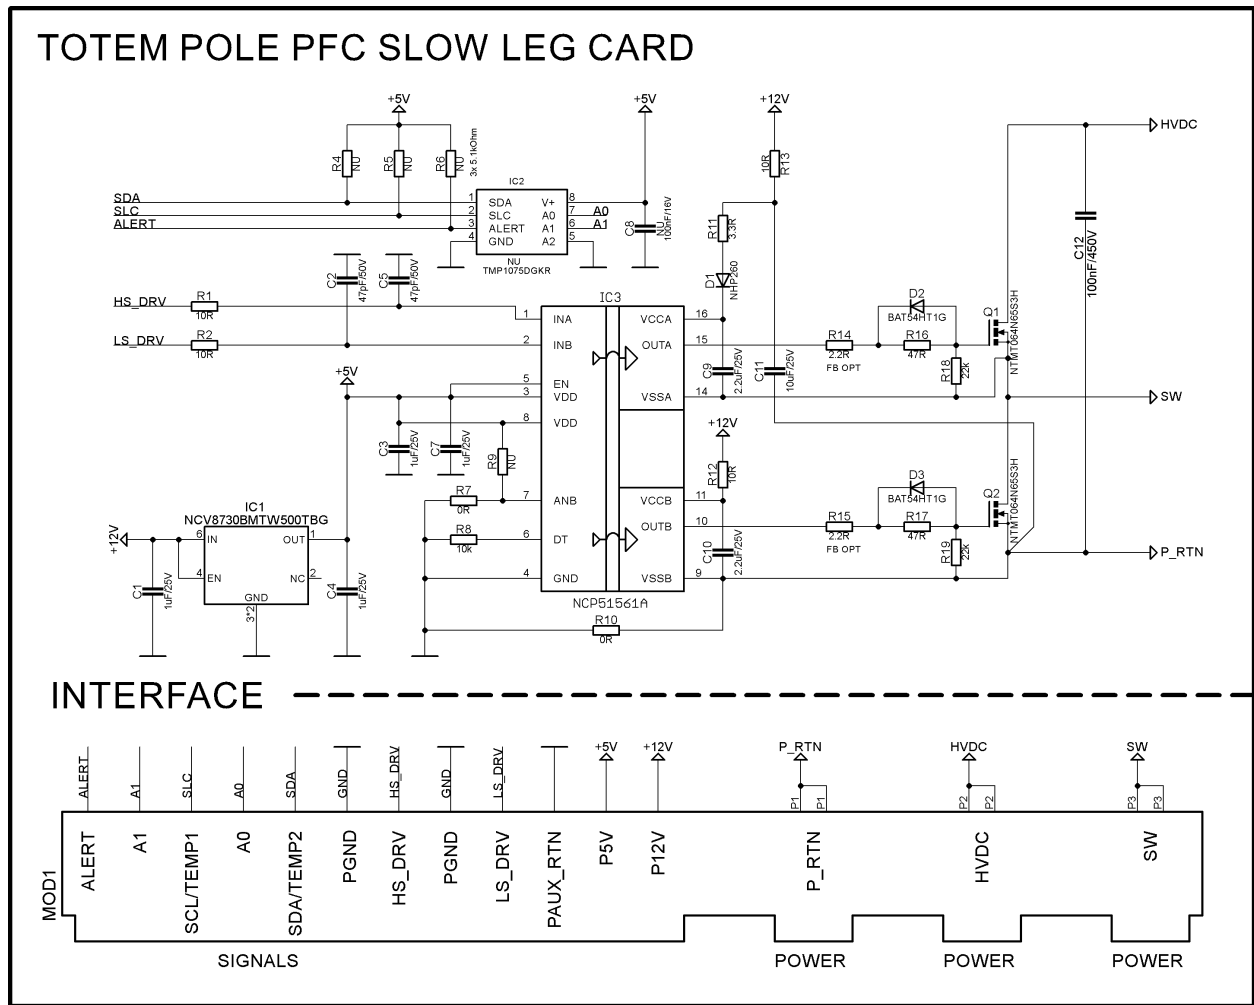 TOTEM POLE PFC SLOW LEG CARD
+5V
+5V
+12V
HVDC
R4 NU
R5 NU
R6 NU
3x 5.1kOhm
10R R13
SDA
SLC
ALERT
IC2
1 SDA V+ 8
2 SLC A0 7 A0
3 ALERT A1 6 A1
4 GND A2 5
NU
TMP1075DGKR
C8 NU
100nF/16V
R11 3.3R
C12
100nF/450V
C2 47pF/50V
C5 47pF/50V
D1 NHP260
HS_DRV R1
10R
LS_DRV R2
10R
IC3
1 INA
2 INB
5 EN
3 VDD
8 VDD
7 ANB
6 DT
4 GND
VCCA 16
OUTA 15
VSSA 14
VCCB 11
OUTB 10
VSSB 9
NCP51561A
D2
BAT54HT1G
R14
2.2R
FB OPT
R16
47R
R18 22k
Q1
NTMT064N65S3H
C9 2.2uF/25V
C11 10uF/25V
SW
+5V
C3 1uF/25V
C7 1uF/25V
R9 NU
+12V
R12 10R
D3
BAT54HT1G
R15
2.2R
FB OPT
R17
47R
R19 22k
Q2
NTMT064N65S3H
C10 2.2uF/25V
P_RTN
R7
0R
R8
10k
R10
0R
IC1
NCV8730BMTW500TBG
+12V
6 IN OUT 1
4 EN NC 2
GND
3*2
C1 1uF/25V
C4 1uF/25V
INTERFACE
ALERT
A1
SLC
A0
SDA
GND
HS_DRV
GND
LS_DRV
+5V
+12V
P_RTN
HVDC
SW
P1 P1
P2 P2
P3 P3
MOD1
ALERT
A1
SCL/TEMP1
A0
SDA/TEMP2
PGND
HS_DRV
PGND
LS_DRV
PAUX_RTN
P5V
P12V
P_RTN
HVDC
SW
SIGNALS
POWER
POWER
POWER